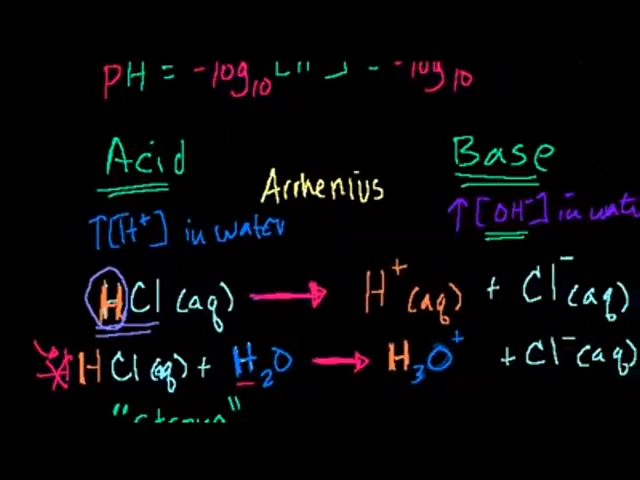 pH = -log10 = -log10
Acid Base
Arrhenius
↑[H+] in water ↑[OH-] in
HCl (aq) → H+ (aq) + Cl- (aq)
HCl (aq) + H2O → H3O+ + Cl- (aq)